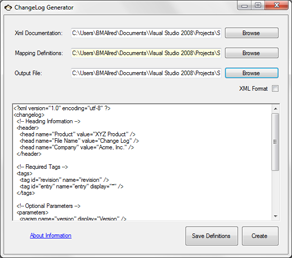 ChangeLog Generator
Xml Documentation: C:\Users\BMAllred\Documents\Visual Studio 2008\Projects\S Browse
Mapping Definitions: C:\Users\BMAllred\Documents\Visual Studio 2008\Projects\S Browse
Output File: C:\Users\BMAllred\Documents\Visual Studio 2008\Projects\S Browse
XML Format
<?xml version="1.0" encoding="utf-8" ?>
<changelog>
<!-- Heading Information -->
<header>
<head name="Product" value="XYZ Product" />
<head name="File Name" value="Change Log" />
<head name="Company" value="Acme, Inc." />
</header>
<!-- Required Tags -->
<tags>
<tag id="revision" name="revision" />
<tag id="entry" name="entry" display="*" />
</tags>
<!-- Optional Parameters -->
<parameters>
<param name="version" display="Version" />
About Information Save Definitions Create